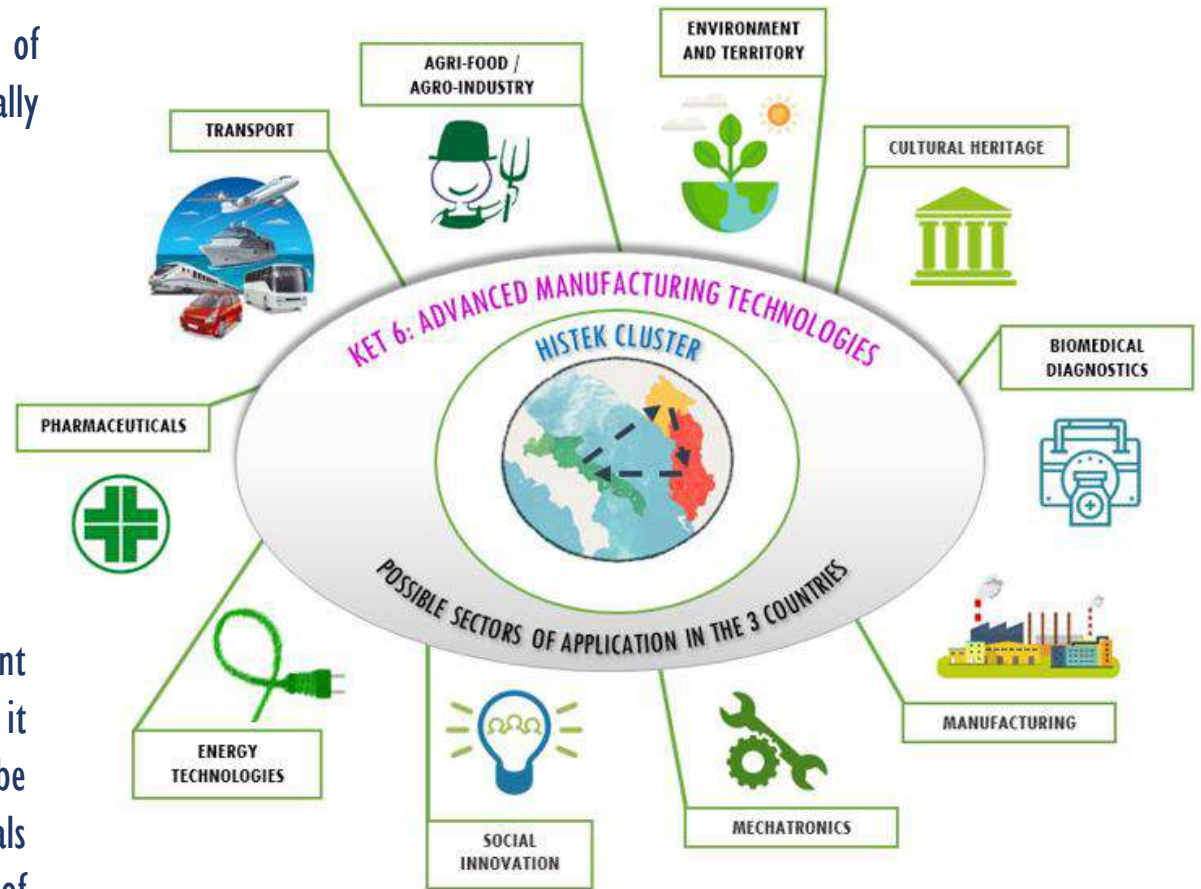 of
ally
ent
it
be
als
of
ENVIRONMENT
AND TERRITORY
AGRI-FOOD /
AGRO-INDUSTRY
TRANSPORT
CULTURAL HERITAGE
KET 6: ADVANCED MANUFACTURING TECHNOLOGIES
HISTEK CLUSTER
BIOMEDICAL
DIAGNOSTICS
PHARMACEUTICALS
POSSIBLE SECTORS OF APPLICATION IN THE 3 COUNTRIES
MANUFACTURING
ENERGY
TECHNOLOGIES
MECHATRONICS
SOCIAL
INNOVATION